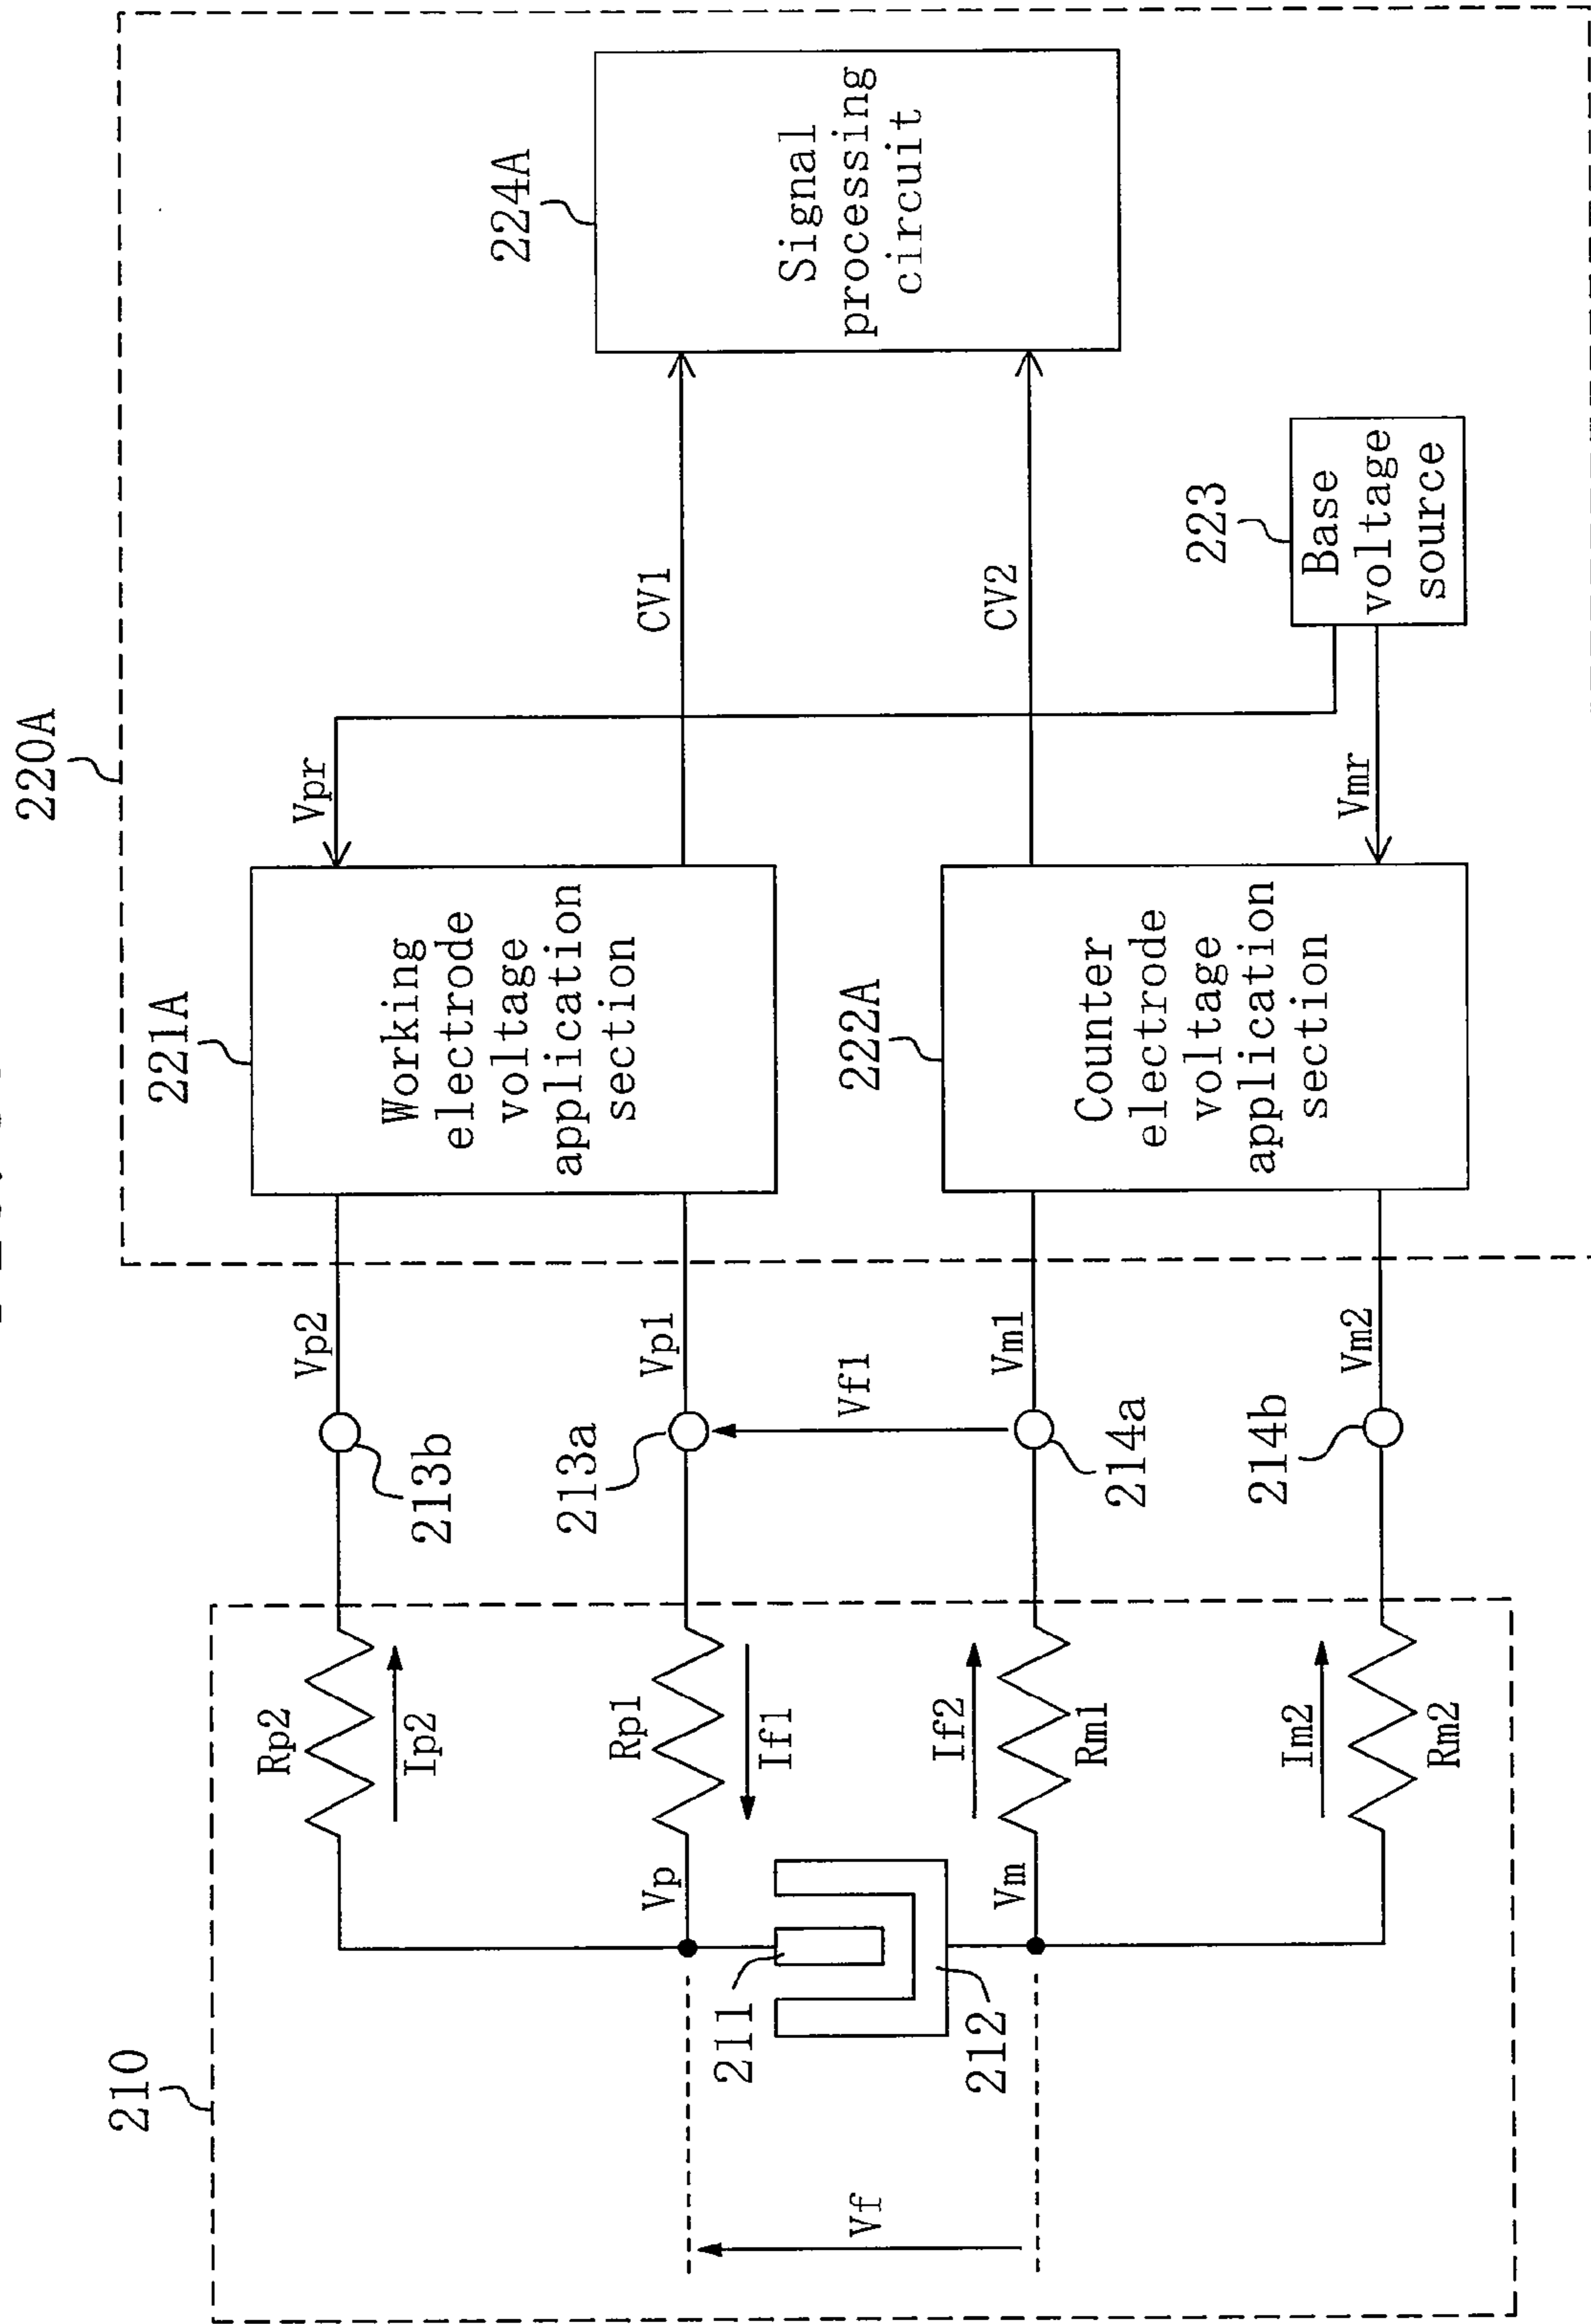 220A
221A
Working
electrode
voltage
application
section
222A
Counter
electrode
voltage
application
section
223
Base
voltage
source
224A
Signal
processing
circuit
Vpr
Vmr
CV1
CV2
Vp2
Vp1
Vm1
Vm2
Vf1
213b
213a
214a
214b
210
Rp2
Ip2
Rp1
If1
If2
Rm1
Im2
Rm2
Vp
Vm
211
212
Vf